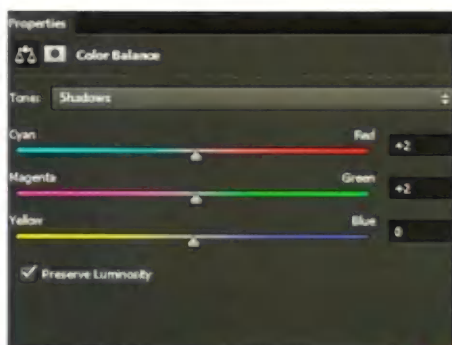 Properties
Color Balance
Tone: Shadows
Cyan Red +2
Magenta Green +2
Yellow Blue 0
Preserve Luminosity